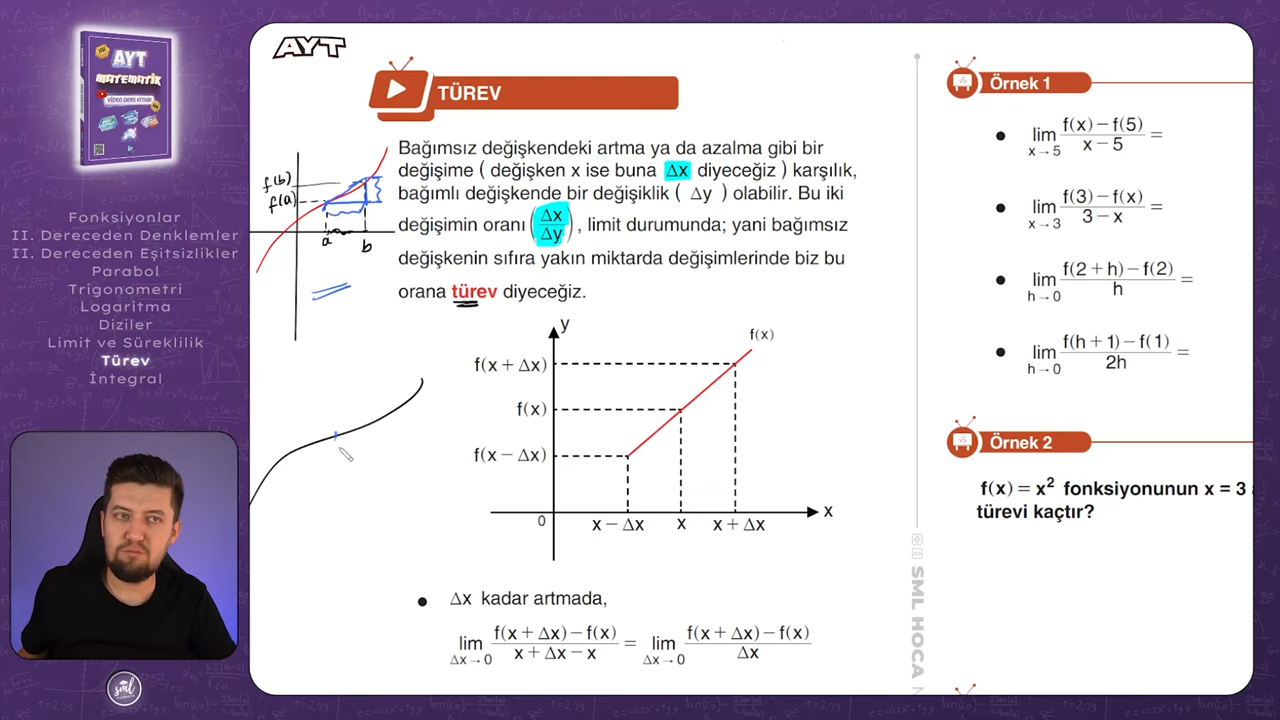 AYT
MATEMATİK
VİDEO DERS KİTABI
Fonksiyonlar
II. Dereceden Denklemler
II. Dereceden Eşitsizlikler
Parabol
Trigonometri
Logaritma
Diziler
Limit ve Süreklilik
Türev
İntegral
sml
AYT
TÜREV
Bağımsız değişkendeki artma ya da azalma gibi bir
değişime ( değişken x ise buna Δx diyeceğiz ) karşılık,
bağımlı değişkende bir değişiklik ( Δy ) olabilir. Bu iki
değişimin oranı (Δx/Δy), limit durumunda; yani bağımsız
değişkenin sıfıra yakın miktarda değişimlerinde biz bu
orana türev diyeceğiz.
f(b)
f(a)
a b
y
f(x)
f(x + Δx)
f(x)
f(x − Δx)
0 x − Δx x x + Δx x
• Δx kadar artmada,
lim Δx→0 (f(x + Δx) − f(x))/(x + Δx − x) = lim Δx→0 (f(x + Δx) − f(x))/Δx
SML HOCA
Örnek 1
• lim x→5 (f(x) − f(5))/(x − 5) =
• lim x→3 (f(3) − f(x))/(3 − x) =
• lim h→0 (f(2 + h) − f(2))/h =
• lim h→0 (f(h + 1) − f(1))/2h =
Örnek 2
f(x) = x² fonksiyonunun x = 3
türevi kaçtır?